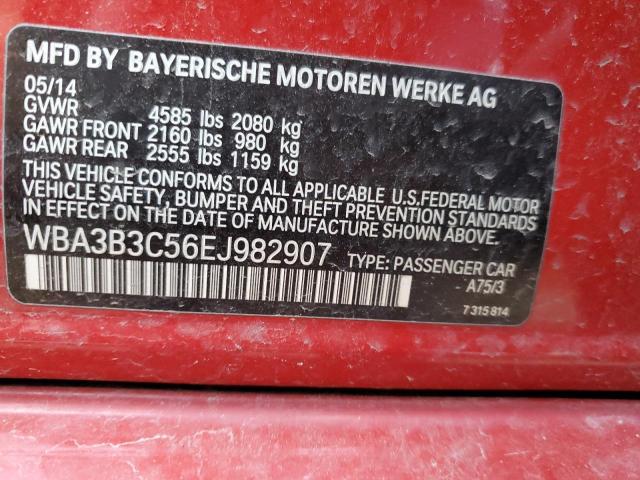 MFD BY BAYERISCHE MOTOREN WERKE AG
05/14
GVWR 4585 lbs 2080 kg
GAWR FRONT 2160 lbs 980 kg
GAWR REAR 2555 lbs 1159 kg
THIS VEHICLE CONFORMS TO ALL APPLICABLE U.S.FEDERAL MOTOR
VEHICLE SAFETY, BUMPER AND THEFT PREVENTION STANDARDS
IN EFFECT ON THE DATE OF MANUFACTURE SHOWN ABOVE.
WBA3B3C56EJ982907 TYPE: PASSENGER CAR
A75/3
7 315 814